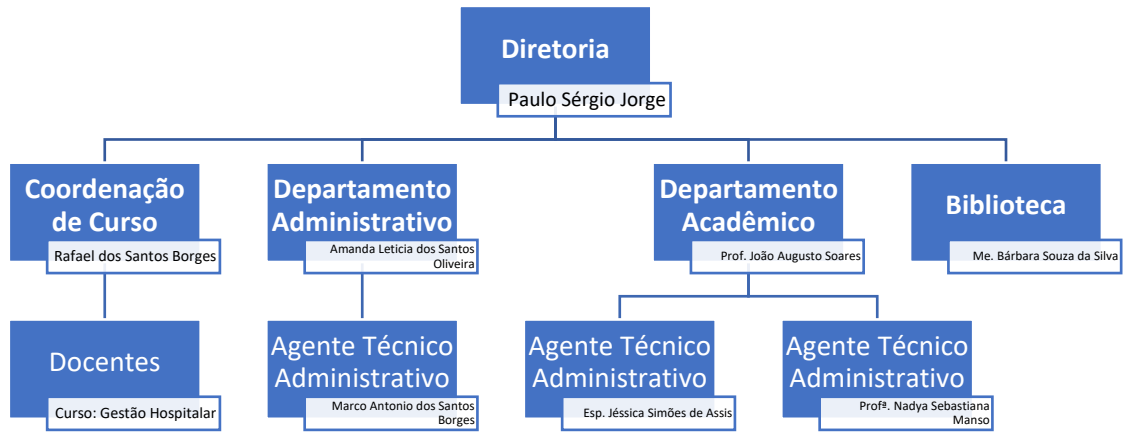 Diretoria
Paulo Sérgio Jorge
Coordenação
de Curso
Rafael dos Santos Borges
Departamento
Administrativo
Amanda Leticia dos Santos
Oliveira
Departamento
Acadêmico
Prof. João Augusto Soares
Biblioteca
Me. Bárbara Souza da Silva
Docentes
Curso: Gestão Hospitalar
Agente Técnico
Administrativo
Marco Antonio dos Santos
Borges
Agente Técnico
Administrativo
Esp. Jéssica Simões de Assis
Agente Técnico
Administrativo
Profª. Nadya Sebastiana
Manso